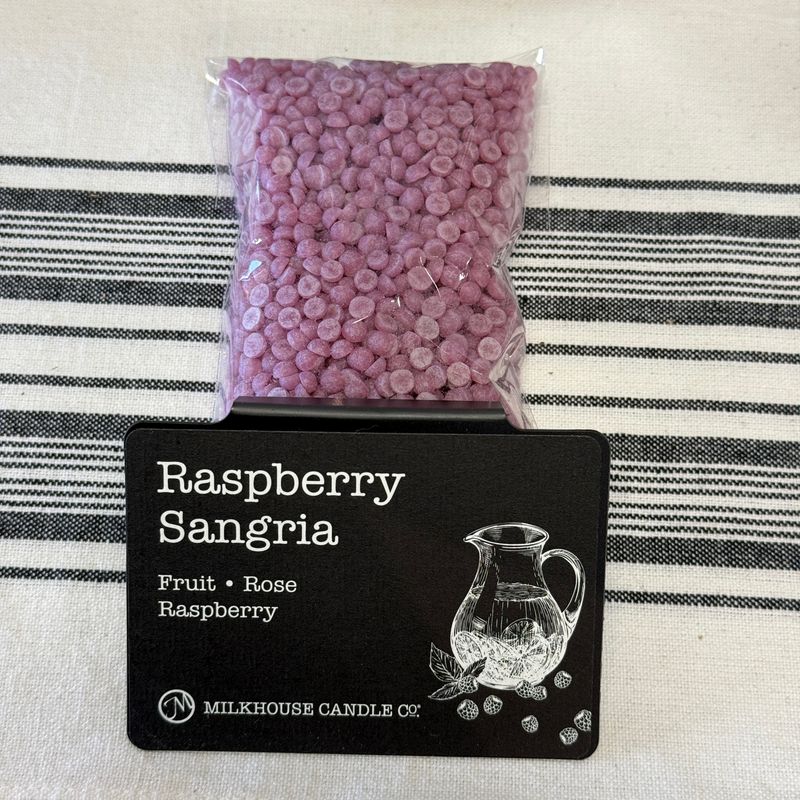 Raspberry
Sangria
Fruit • Rose
Raspberry
MILKHOUSE CANDLE Co.®